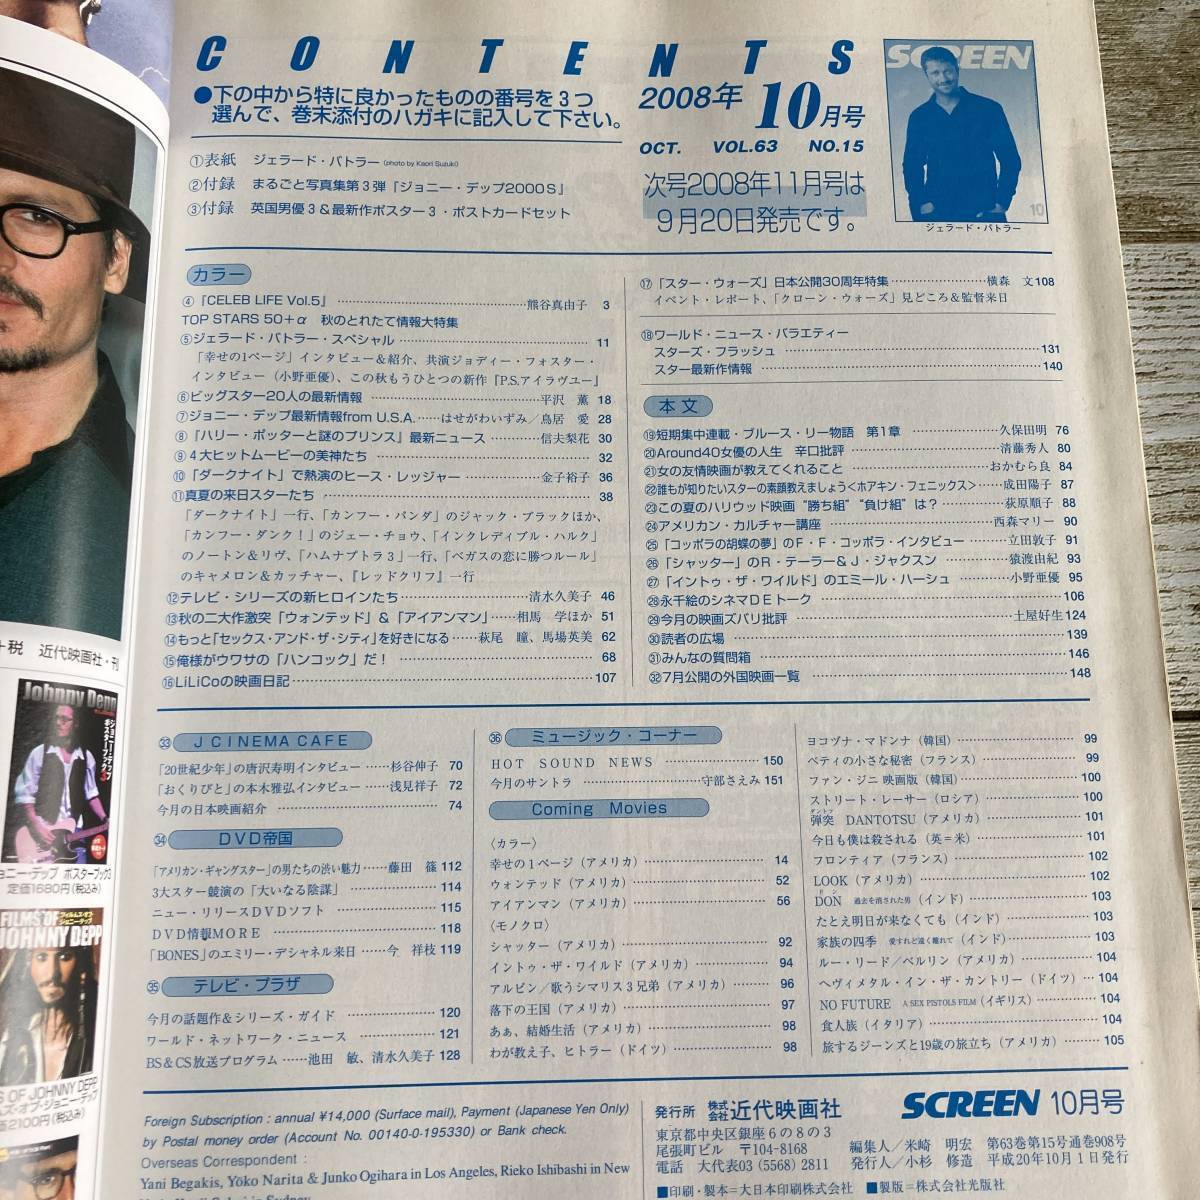 CONTENTS
●下の中から特に良かったものの番号を3つ
選んで、巻末添付のハガキに記入して下さい。
①表紙 ジェラード・バトラー(photo by Kaori Suzuki)
②付録 まるごと写真集第3弾「ジョニー・デップ2000S」
③付録 英国男優3&最新作ポスター3・ポストカードセット
2008年10月号
OCT. VOL.63 NO.15
次号2008年11月号は
9月20日発売です。
SCREEN
10
ジェラード・バトラー
カラー
④「CELEB LIFE Vol.5」 熊谷真由子 3
TOP STARS 50+α 秋のとれたて情報大特集
⑤ジェラード・バトラー・スペシャル 11
「幸せの1ページ」インタビュー&紹介、共演ジョディー・フォスター・
インタビュー(小野亜優)、この秋もうひとつの新作『P.S.アイラヴユー』
⑥ビッグスター20人の最新情報 平沢 薫 18
⑦ジョニー・デップ最新情報from U.S.A. はせがわいずみ/鳥居 愛 28
⑧「ハリー・ポッターと謎のプリンス」最新ニュース 信夫梨花 30
⑨4大ヒットムービーの美神たち 32
⑩「ダークナイト」で熱演のヒース・レッジャー 金子裕子 36
⑪真夏の来日スターたち 38
「ダークナイト」一行、「カンフー・パンダ」のジャック・ブラックほか、
「カンフー・ダンク!」のジェー・チョウ、「インクレディブル・ハルク」
のノートン&リヴ、「ハムナプトラ3」一行、「ベガスの恋に勝つルール」
のキャメロン&カッチャー、『レッドクリフ』一行
⑫テレビ・シリーズの新ヒロインたち 清水久美子 46
⑬秋の二大作激突「ウォンテッド」&「アイアンマン」 相馬 学ほか 51
⑭もっと「セックス・アンド・ザ・シティ」を好きになる 萩尾 瞳、馬場英美 62
⑮俺様がウワサの「ハンコック」だ! 68
⑯LiLiCoの映画日記 107
⑰「スター・ウォーズ」日本公開30周年特集 横森 文108
イベント・レポート、「クローン・ウォーズ」見どころ&監督来日
⑱ワールド・ニュース・バラエティー
スターズ・フラッシュ 131
スター最新作情報 140
本文
⑲短期集中連載・ブルース・リー物語 第1章 久保田明 76
⑳Around40女優の人生 辛口批評 清藤秀人 80
㉑女の友情映画が教えてくれること おかむら良 84
㉒誰もが知りたいスターの素顔教えましょう<ホアキン・フェニックス> 成田陽子 87
㉓この夏のハリウッド映画 “勝ち組”“負け組”は? 荻原順子 88
㉔アメリカン・カルチャー講座 西森マリー 90
㉕「コッポラの胡蝶の夢」のF・F・コッポラ・インタビュー 立田敦子 91
㉖「シャッター」のR・テーラー&J・ジャクスン 猿渡由紀 93
㉗「イントゥ・ザ・ワイルド」のエミール・ハーシュ 小野亜優 95
㉘永千絵のシネマDEトーク 106
㉙今月の映画ズバリ批評 土屋好生124
㉚読者の広場 139
㉛みんなの質問箱 146
㉜7月公開の外国映画一覧 148
㉝ J CINEMA CAFE
「20世紀少年」の唐沢寿明インタビュー 杉谷伸子 70
「おくりびと」の本木雅弘インタビュー 浅見祥子 72
今月の日本映画紹介 74
㉞ DVD帝国
「アメリカン・ギャングスター」の男たちの渋い魅力 藤田 篠 112
3大スター競演の「大いなる陰謀」 114
ニュー・リリースDVDソフト 115
DVD情報MORE 118
「BONES」のエミリー・デシャネル来日 今 祥枝 119
㉟ テレビ・プラザ
今月の話題作&シリーズ・ガイド 120
ワールド・ネットワーク・ニュース 121
BS&CS放送プログラム 池田 敏、清水久美子 128
㊱ ミュージック・コーナー
HOT SOUND NEWS 150
今月のサントラ 守部さえみ 151
Coming Movies
〈カラー〉
幸せの1ページ(アメリカ) 14
ウォンテッド(アメリカ) 52
アイアンマン(アメリカ) 56
〈モノクロ〉
シャッター(アメリカ) 92
イントゥ・ザ・ワイルド(アメリカ) 94
アルビン/歌うシマリス3兄弟(アメリカ) 96
落下の王国(アメリカ) 97
あぁ、結婚生活(アメリカ) 98
わが教え子、ヒトラー(ドイツ) 98
ヨコヅナ・マドンナ(韓国) 99
ベティの小さな秘密(フランス) 99
ファン・ジニ 映画版(韓国) 100
ストリート・レーサー(ロシア) 100
弾突 DANTOTSU(アメリカ) 101
今日も僕は殺される(英=米) 101
フロンティア(フランス) 102
LOOK(アメリカ) 102
DON 過去を消された男(インド) 103
たとえ明日が来なくても(インド) 103
家族の四季 愛すれど遠く離れて(インド) 103
ルー・リード/ベルリン(アメリカ) 104
ヘヴィメタル・イン・ザ・カントリー(ドイツ) 104
NO FUTURE A SEX PISTOLS FILM(イギリス) 104
食人族(イタリア) 104
旅するジーンズと19歳の旅立ち(アメリカ) 105
Foreign Subscription : annual ¥14,000 (Surface mail), Payment (Japanese Yen Only)
by Postal money order (Account No. 00140-0-195330) or Bank check.
Overseas Correspondent :
Yani Begakis, Yōko Narita & Junko Ogihara in Los Angeles, Rieko Ishibashi in New
発行所 株式会社近代映画社
東京都中央区銀座6の8の3
尾張町ビル 〒104-8168
電話 大代表03(5568)2811
■印刷・製本=大日本印刷株式会社 ■製版=株式会社光版社
SCREEN 10月号
編集人/米崎 明宏 第63巻第15号通巻908号
発行人/小杉 修造 平成20年10月1日発行
+税 近代映画社・刊
Johnny Depp
ジョニー・デップ ポスターブック3
ョニー・デップ ポスターブック3
定価1680円(税込み)
FILMS OF
JOHNNY DEPP
S OF JOHNNY DEPP
ムズ・オブ・ジョニー・デップ
2100円(税込み)